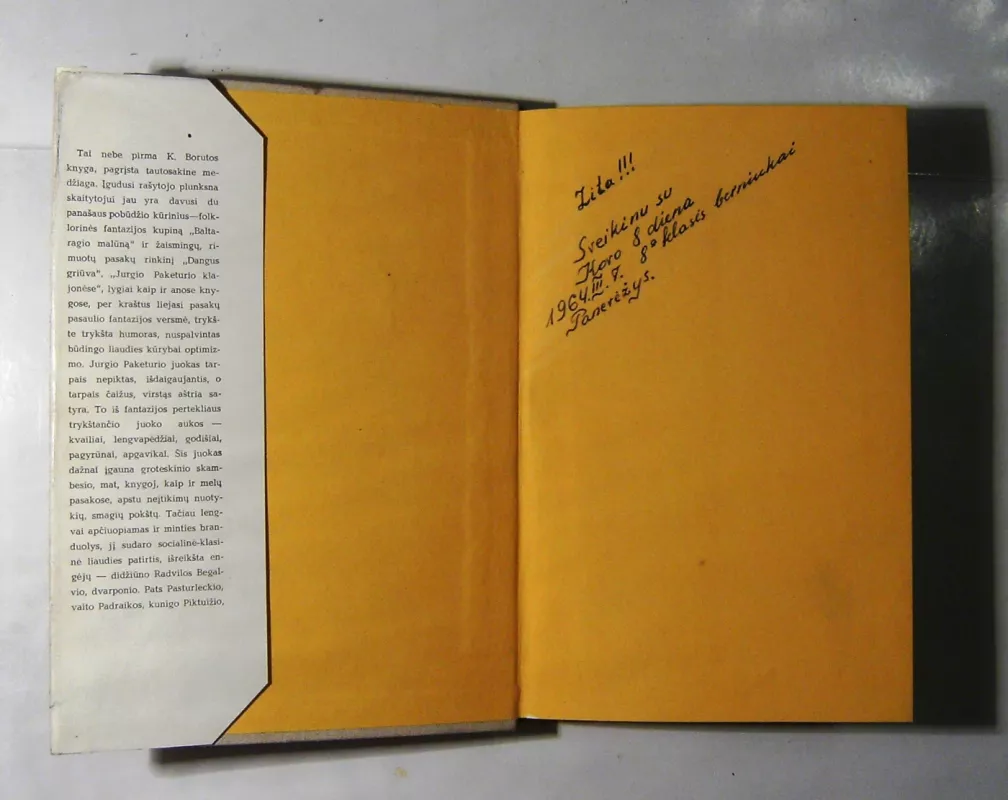 Tai nebe pirma K. Borutos
knyga, pagrįsta tautosakine me-
džiaga. Įgudusi rašytojo plunksna
skaitytojui jau yra davusi du
panašaus pobūdžio kūrinius—folk-
lorinės fantazijos kupiną „Balta-
ragio malūną“ ir žaismingų, ri-
muotų pasakų rinkinį „Dangus
griūva“. „Jurgio Paketurio kla-
jonėse“, lygiai kaip ir anose kny-
gose, per kraštus liejasi pasakų
pasaulio fantazijos versmė, trykš-
te trykšta humoras, nuspalvintas
būdingo liaudies kūrybai optimiz-
mo. Jurgio Paketurio juokas tar-
pais nepiktas, išdaigaujantis, o
tarpais čaižus, virstąs aštria sa-
tyra. To iš fantazijos pertekliaus
trykštančio juoko aukos —
kvailiai, lengvapėdžiai, godišiai,
pagyrūnai, apgavikai. Šis juokas
dažnai įgauna groteskinio skam-
besio, mat, knygoj, kaip ir melų
pasakose, apstu neįtikimų nuoty-
kių, smagių pokštų. Tačiau leng-
vai apčiuopiamas ir minties bran-
duolys, jį sudaro socialinė-klasi-
nė liaudies patirtis, išreikšta en-
gėjų — didžiūno Radvilos Begal-
vio, dvarponio. Pats Pasturleckio,
vaito Padraikos, kunigo Piktuižio,
Zita!!!
Sveikinu su
Kovo 8 diena
1964.III.7. 8ª klasis berniukai
Panerėžys.